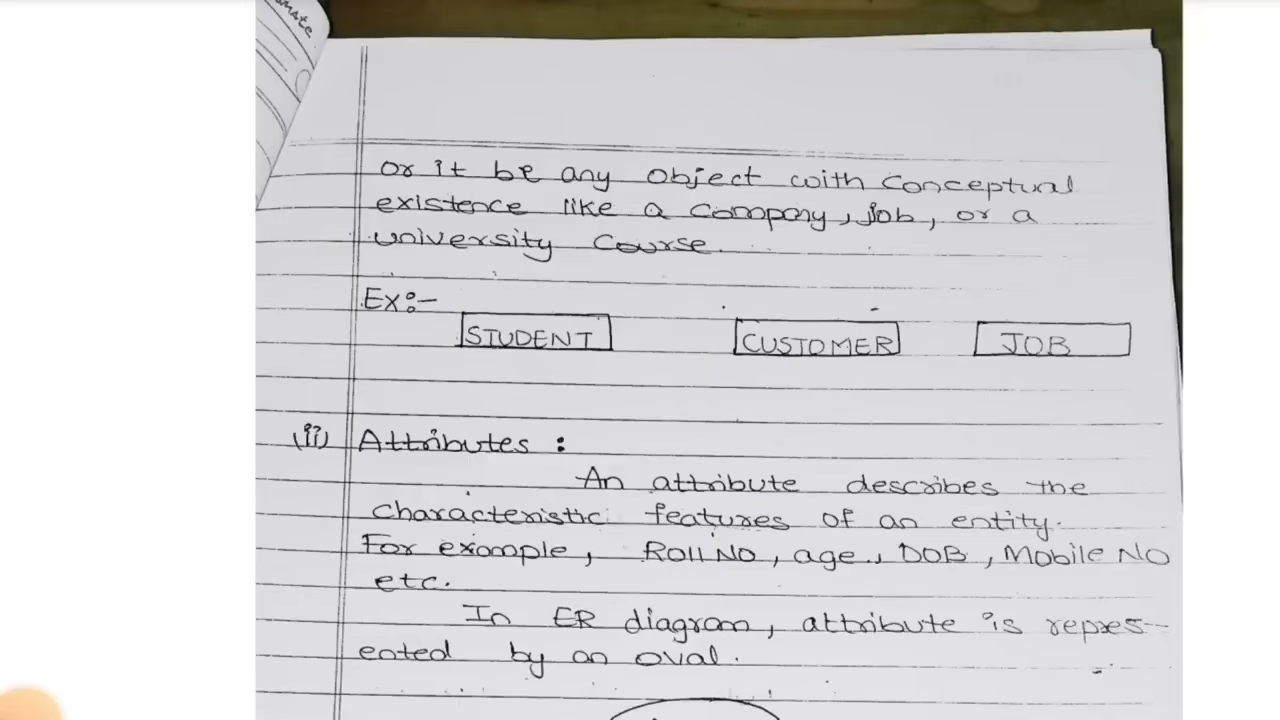 or it be any object with conceptual
existence like a company, job, or a
university course.
Ex:-
STUDENT CUSTOMER JOB
(ii) Attributes :
An attribute describes the
characteristic features of an entity.
For example, Roll No, age, DOB, Mobile No
etc.
In ER diagram, attribute is repres-
ented by an oval.